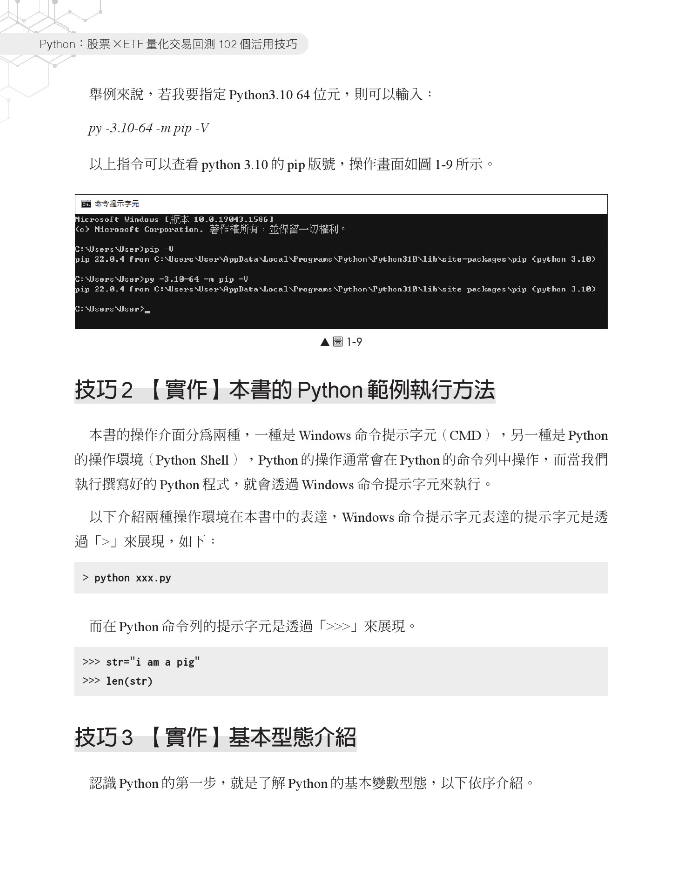 Python：股票×ETF量化交易回測 102 個活用技巧
舉例來說，若我要指定 Python3.10 64 位元，則可以輸入：
py -3.10-64 -m pip -V
以上指令可以查看 python 3.10 的 pip 版號，操作畫面如圖 1-9 所示。
命令提示字元
Microsoft Windows [版本 10.0.19043.1586]
(c) Microsoft Corporation. 著作權所有，並保留一切權利。
C:\Users\User>pip -V
pip 22.0.4 from C:\Users\User\AppData\Local\Programs\Python\Python310\lib\site-packages\pip (python 3.10)
C:\Users\User>py -3.10-64 -m pip -V
pip 22.0.4 from C:\Users\User\AppData\Local\Programs\Python\Python310\lib\site-packages\pip (python 3.10)
C:\Users\User>_
▲ 圖 1-9
技巧 2 【實作】本書的 Python 範例執行方法
本書的操作介面分為兩種，一種是 Windows 命令提示字元（CMD），另一種是 Python
的操作環境（Python Shell），Python 的操作通常會在 Python 的命令列中操作，而當我們
執行撰寫好的 Python 程式，就會透過 Windows 命令提示字元來執行。
以下介紹兩種操作環境在本書中的表達，Windows 命令提示字元表達的提示字元是透
過「>」來展現，如下：
> python xxx.py
而在 Python 命令列的提示字元是透過「>>>」來展現。
>>> str="i am a pig"
>>> len(str)
技巧 3 【實作】基本型態介紹
認識 Python 的第一步，就是了解 Python 的基本變數型態，以下依序介紹。